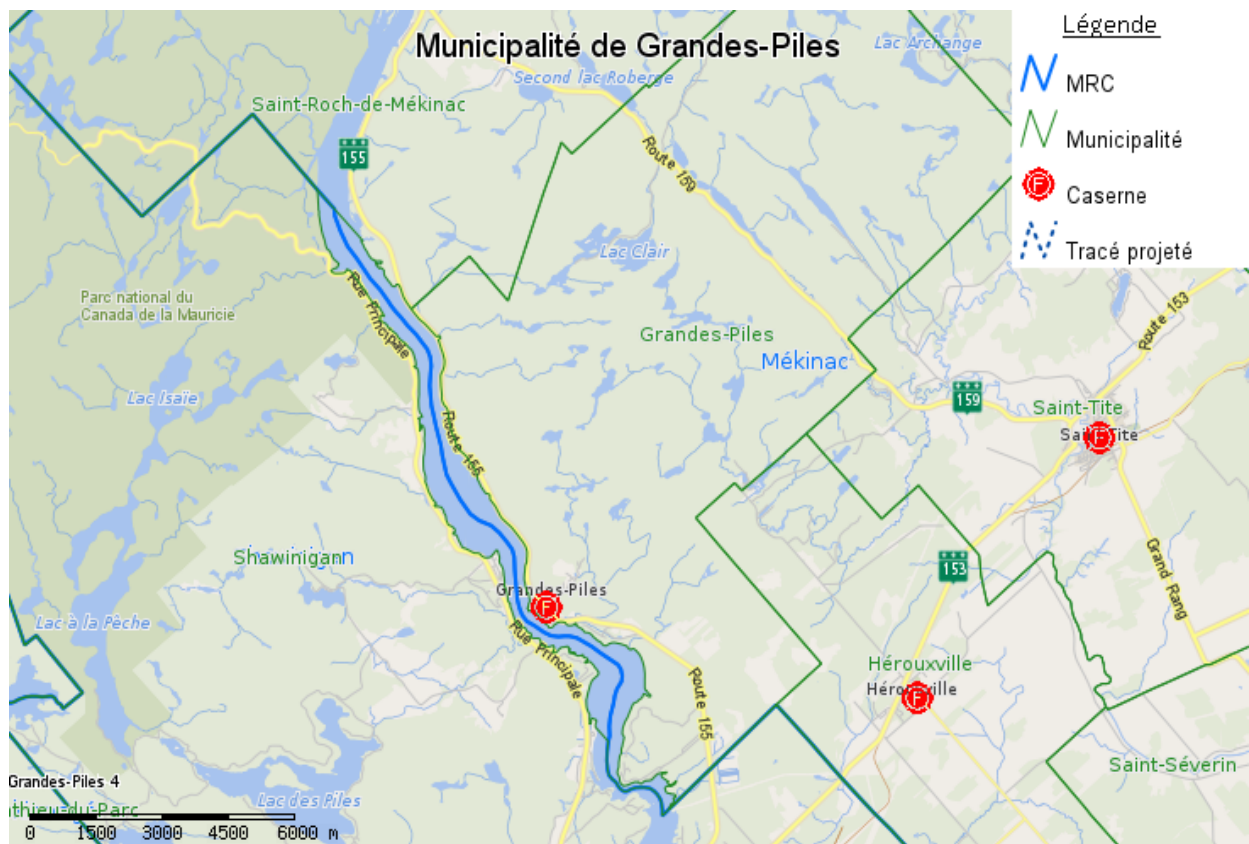 Municipalité de Grandes-Piles
Légende
MRC
Municipalité
Caserne
Tracé projeté
Lac Archange
Second lac Roberge
Saint-Roch-de-Mékinac
155
Route 159
Lac Clair
Parc national du
Canada de la Mauricie
Rue Principale
Grandes-Piles
Mékinac
Route 153
Lac Isaïe
159
Saint-Tite
F
Route 155
Shawinigan
153
Grand Rang
Grandes-Piles
F
Lac à la Pêche
Rue Principale
Hérouxville
F
Route 155
Saint-Séverin
Grandes-Piles 4
Lac des Piles
thieu-du-Parc
0 1500 3000 4500 6000 m